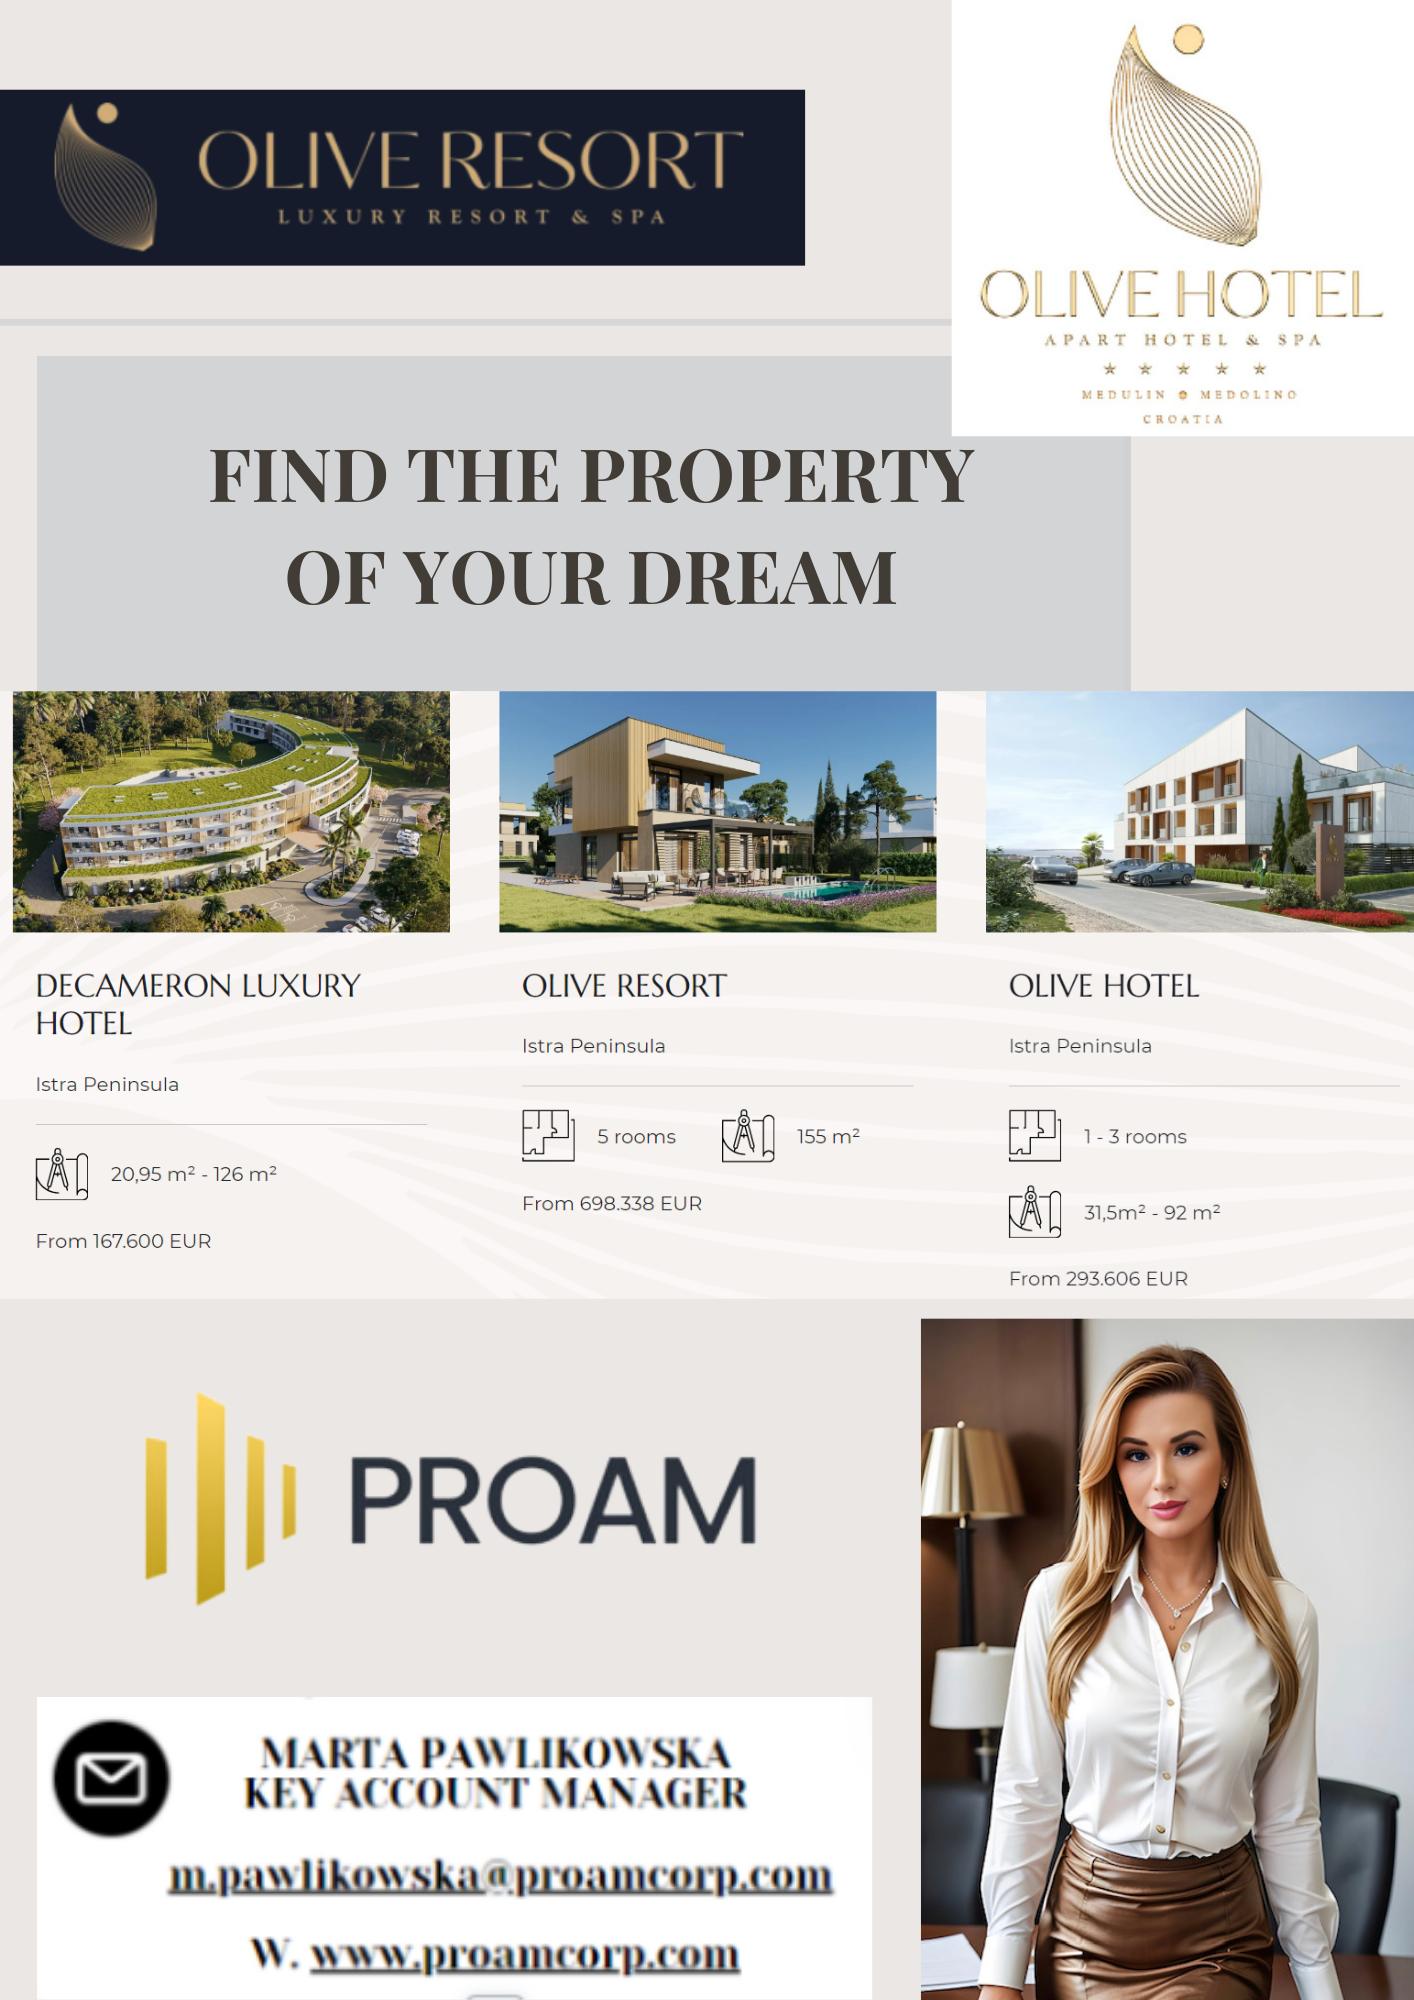 OLIVE RESORT
LUXURY RESORT & SPA
OLIVE HOTEL
APART HOTEL & SPA
MEDULIN MEDOLINO
CROATIA
FIND THE PROPERTY
OF YOUR DREAM
DECAMERON LUXURY
HOTEL
Istra Peninsula
20,95 m² - 126 m²
From 167.600 EUR
OLIVE RESORT
Istra Peninsula
5 rooms
155 m²
From 698.338 EUR
OLIVE HOTEL
Istra Peninsula
1 - 3 rooms
31,5m² - 92 m²
From 293.606 EUR
PROAM
MARTA PAWLIKOWSKA
KEY ACCOUNT MANAGER
m.pawlikowska@proamcorp.com
W. www.proamcorp.com